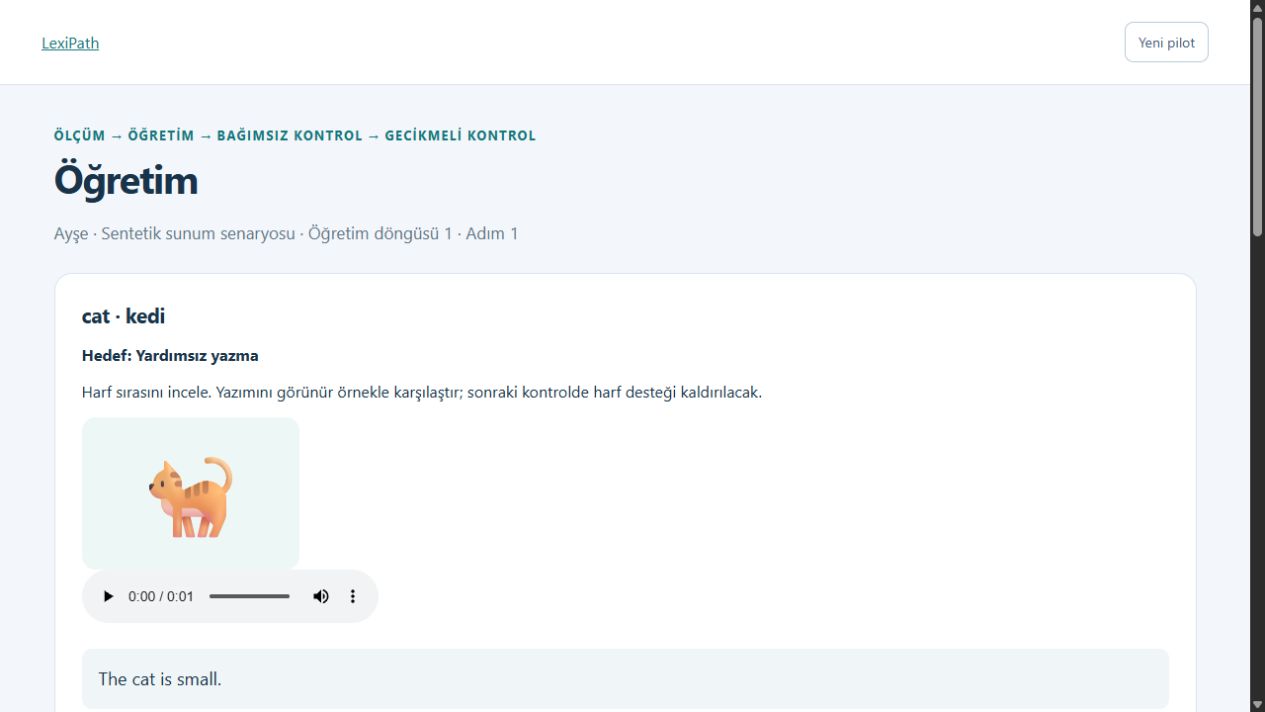 LexiPath
Yeni pilot
ÖLÇÜM → ÖĞRETİM → BAĞIMSIZ KONTROL → GECİKMELİ KONTROL
Öğretim
Ayşe · Sentetik sunum senaryosu · Öğretim döngüsü 1 · Adım 1
cat · kedi
Hedef: Yardımsız yazma
Harf sırasını incele. Yazımını görünür örnekle karşılaştır; sonraki kontrolde harf desteği kaldırılacak.
0:00 / 0:01
The cat is small.